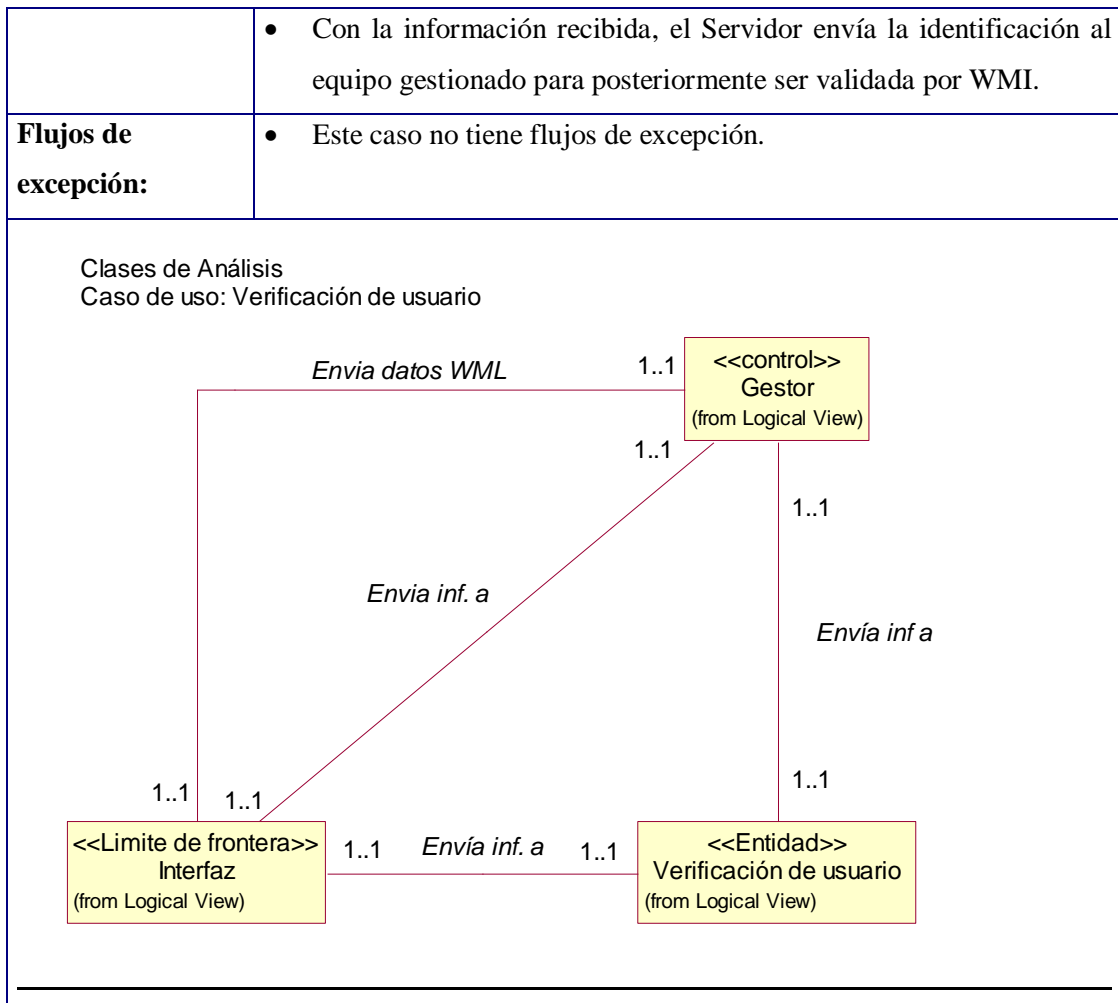 • Con la información recibida, el Servidor envía la identificación al
equipo gestionado para posteriormente ser validada por WMI.
Flujos de
excepción:
• Este caso no tiene flujos de excepción.
Clases de Análisis
Caso de uso: Verificación de usuario
Envia datos WML
1..1
<<control>>
Gestor
(from Logical View)
1..1
1..1
Envia inf. a
Envía inf a
1..1
1..1
1..1
<<Limite de frontera>>
Interfaz
(from Logical View)
1..1
Envía inf. a
1..1
<<Entidad>>
Verificación de usuario
(from Logical View)